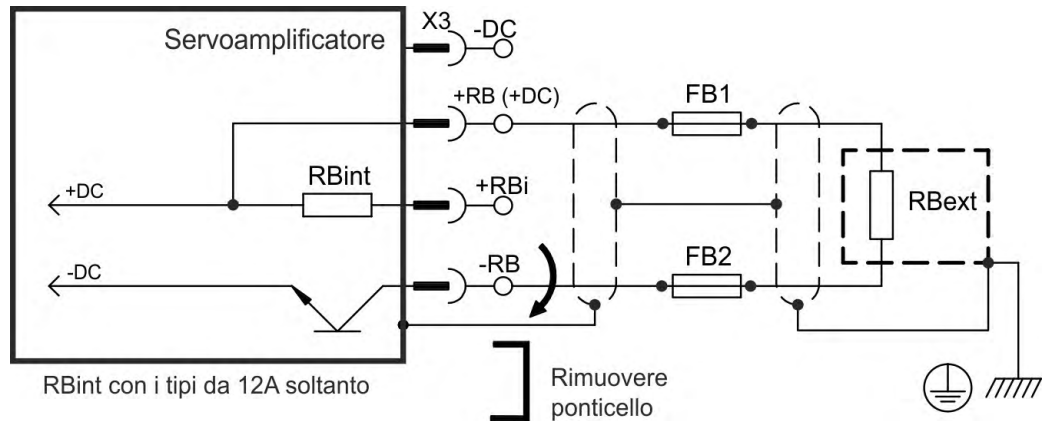 Servoamplificatore
X3
-DC
+RB (+DC)
FB1
+DC
RBint
+RBi
RBext
-DC
-RB
FB2
RBint con i tipi da 12A soltanto
Rimuovere
ponticello